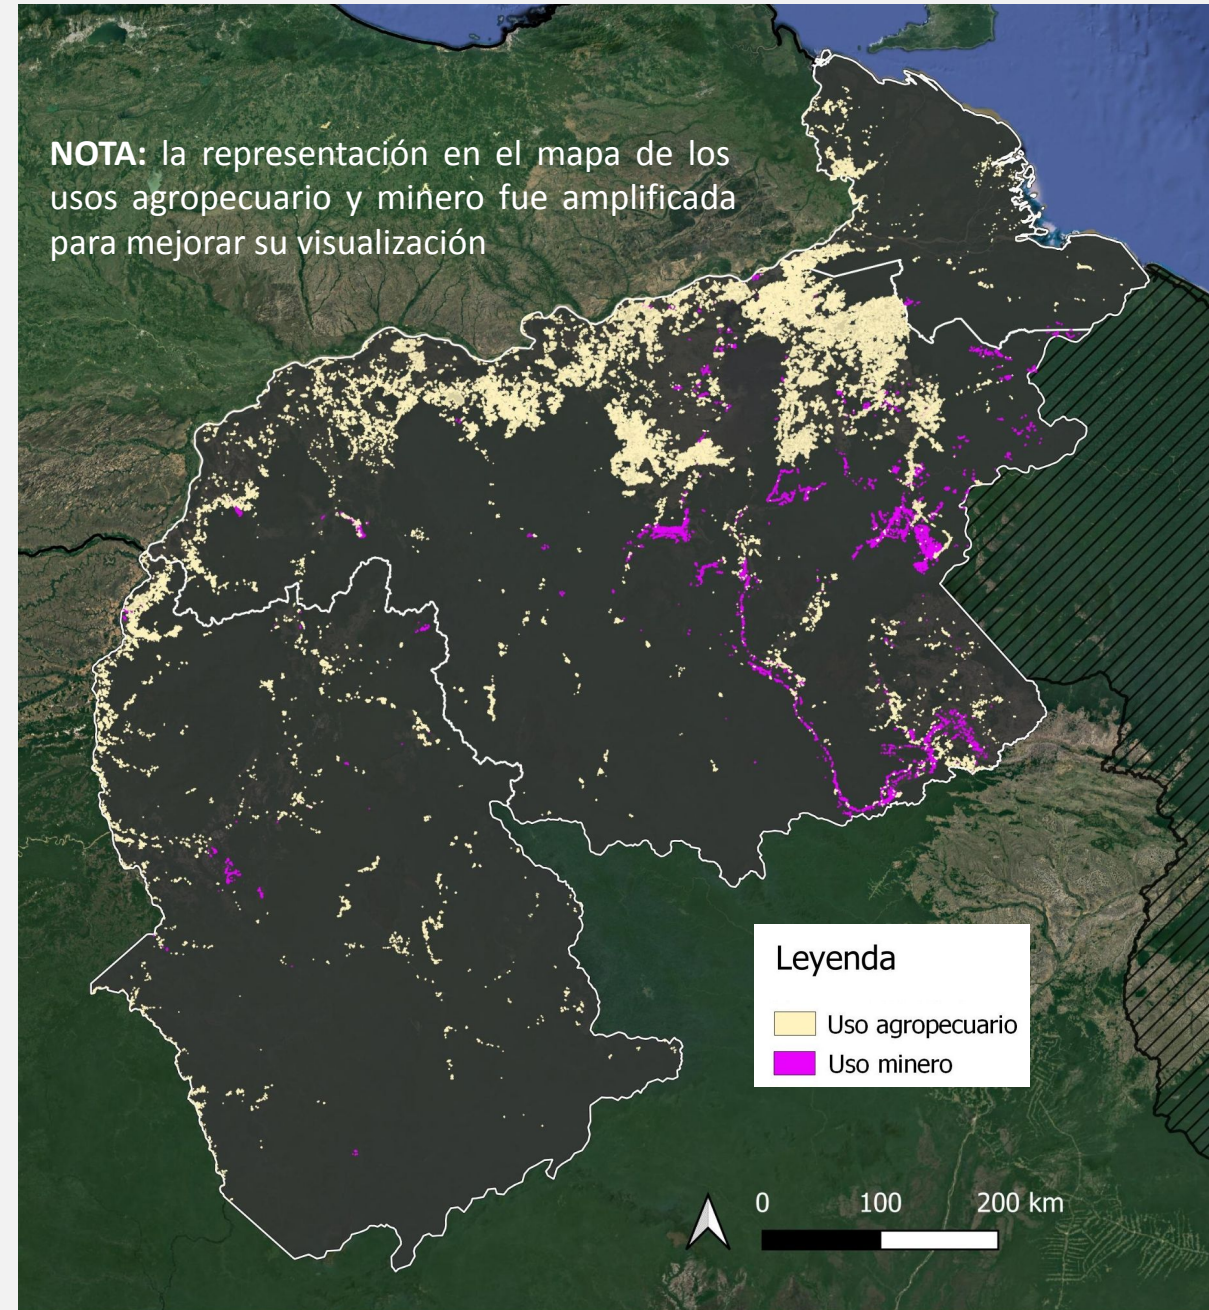 NOTA: la representación en el mapa de los
usos agropecuario y minero fue amplificada
para mejorar su visualización
Leyenda
Uso agropecuario
Uso minero
0 100 200 km